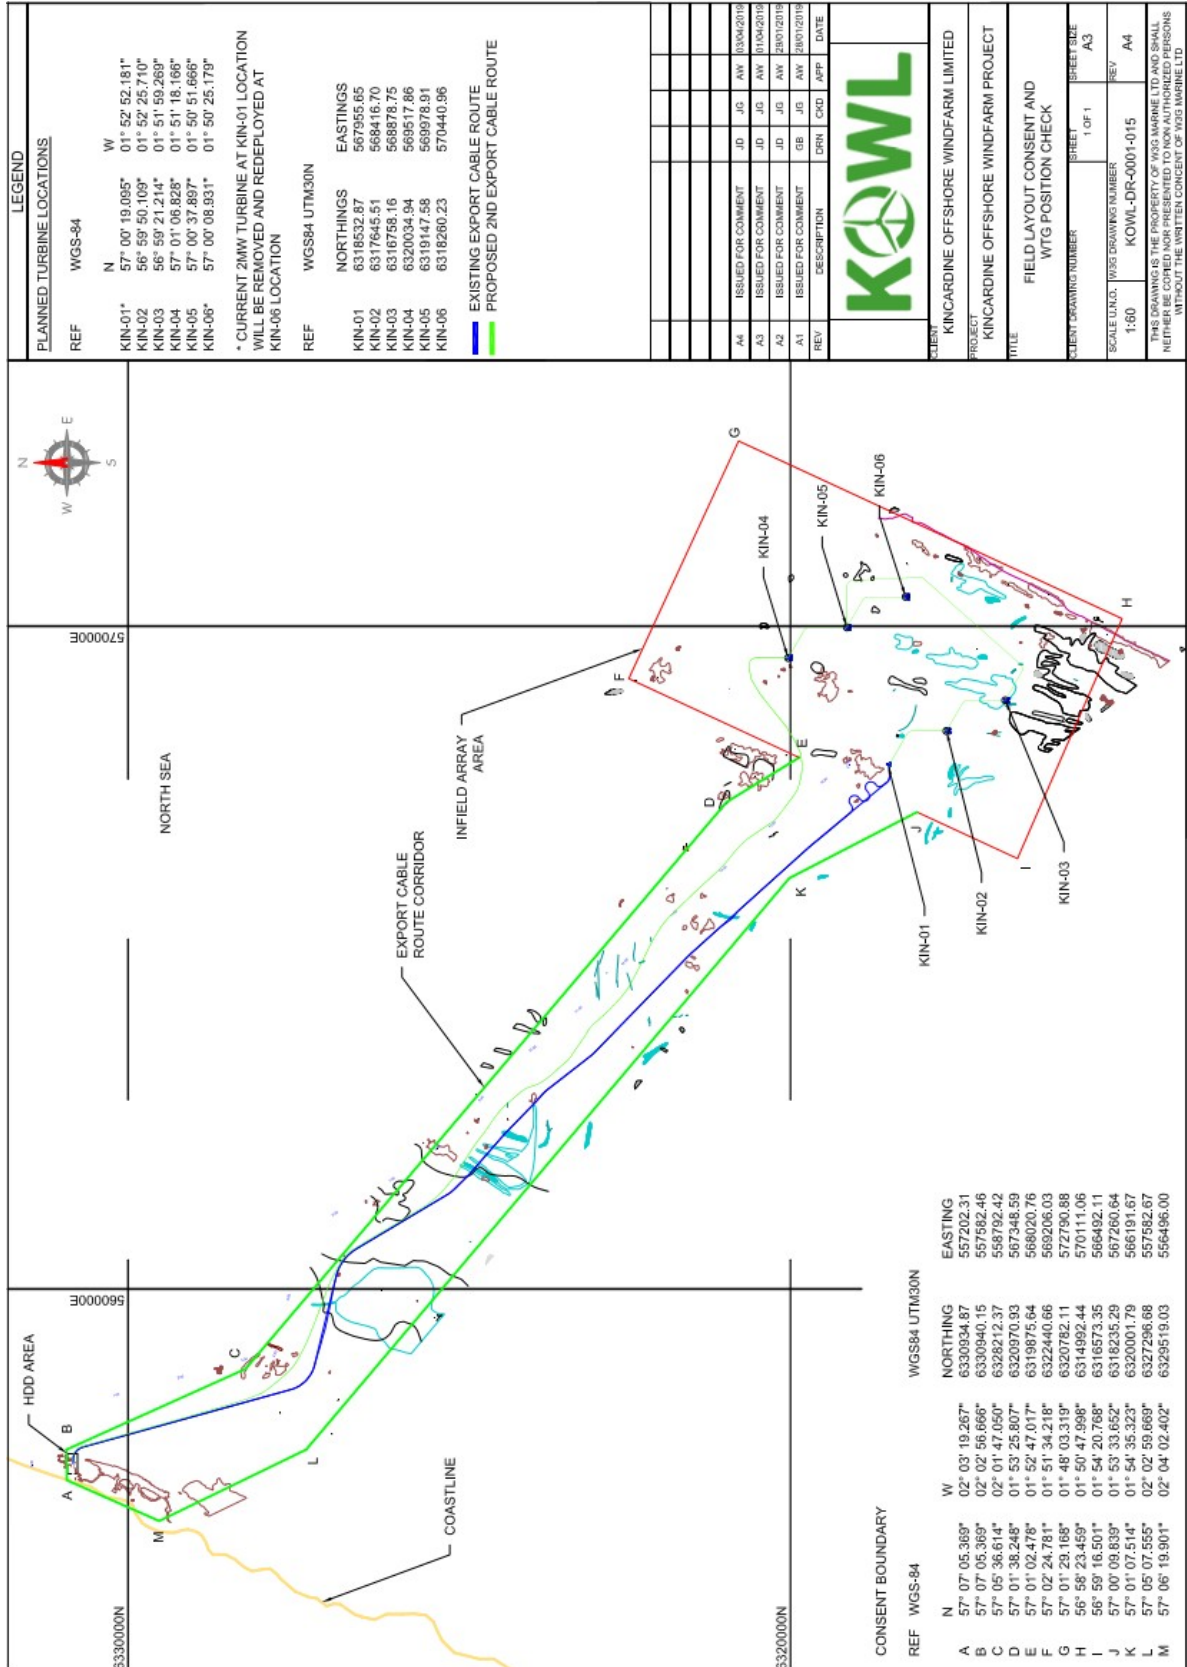 LEGEND
PLANNED TURBINE LOCATIONS
REF WGS-84
N W
KIN-01* 57° 00' 19.095" 01° 52' 52.181"
KIN-02 56° 59' 50.109" 01° 52' 25.710"
KIN-03 56° 59' 21.214" 01° 51' 59.269"
KIN-04 57° 01' 06.828" 01° 51' 18.166"
KIN-05 57° 00' 37.897" 01° 50' 51.666"
KIN-06* 57° 00' 08.931" 01° 50' 25.179"
* CURRENT 2MW TURBINE AT KIN-01 LOCATION
WILL BE REMOVED AND REDEPLOYED AT
KIN-06 LOCATION
REF WGS84 UTM30N
NORTHINGS EASTINGS
KIN-01 6318532.87 567955.65
KIN-02 6317645.51 568416.70
KIN-03 6316758.16 568878.75
KIN-04 6320034.94 569517.86
KIN-05 6319147.58 569978.91
KIN-06 6318260.23 570440.96
EXISTING EXPORT CABLE ROUTE
PROPOSED 2ND EXPORT CABLE ROUTE
A4 ISSUED FOR COMMENT JD JG AW 03/04/2019
A3 ISSUED FOR COMMENT JD JG AW 01/04/2019
A2 ISSUED FOR COMMENT JD JG AW 29/01/2019
A1 ISSUED FOR COMMENT GB JG AW 28/01/2019
REV DESCRIPTION DRN CKD APP DATE
KOWL
CLIENT
KINCARDINE OFFSHORE WINDFARM LIMITED
PROJECT
KINCARDINE OFFSHORE WINDFARM PROJECT
TITLE
FIELD LAYOUT CONSENT AND
WTG POSITION CHECK
CLIENT DRAWING NUMBER SHEET SHEET SIZE
1 OF 1 A3
SCALE U.N.O. W3G DRAWING NUMBER REV
1:60 KOWL-DR-0001-015 A4
THIS DRAWING IS THE PROPERTY OF W3G MARINE LTD AND SHALL
NEITHER BE COPIED NOR PRESENTED TO NON AUTHORIZED PERSONS
WITHOUT THE WRITTEN CONCENT OF W3G MARINE LTD
N
W E
S
560000E
570000E
6330000N
6320000N
HDD AREA
A
B
C
M
L
COASTLINE
NORTH SEA
EXPORT CABLE
ROUTE CORRIDOR
INFIELD ARRAY
AREA
D
E
F
G
H
I
J
K
KIN-04
KIN-05
KIN-06
KIN-01
KIN-02
KIN-03
CONSENT BOUNDARY
REF WGS-84 WGS84 UTM30N
N W NORTHING EASTING
A 57° 07' 05.369" 02° 03' 19.267" 6330934.87 557202.31
B 57° 07' 05.369" 02° 02' 56.666" 6330940.15 557582.46
C 57° 05' 36.614" 02° 01' 47.050" 6328212.37 558792.42
D 57° 01' 38.248" 01° 53' 25.807" 6320970.93 567348.59
E 57° 01' 02.478" 01° 52' 47.017" 6319875.64 568020.76
F 57° 02' 24.781" 01° 51' 34.218" 6322440.66 569206.03
G 57° 01' 29.168" 01° 48' 03.319" 6320782.11 572790.88
H 56° 58' 23.459" 01° 50' 47.998" 6314992.44 570111.06
I 56° 59' 16.501" 01° 54' 20.768" 6316573.35 566492.11
J 57° 00' 09.839" 01° 53' 33.652" 6318235.29 567260.64
K 57° 01' 07.514" 01° 54' 35.323" 6320001.79 566191.67
L 57° 05' 07.555" 02° 02' 59.669" 6327296.68 557582.67
M 57° 06' 19.901" 02° 04' 02.402" 6329519.03 556496.00